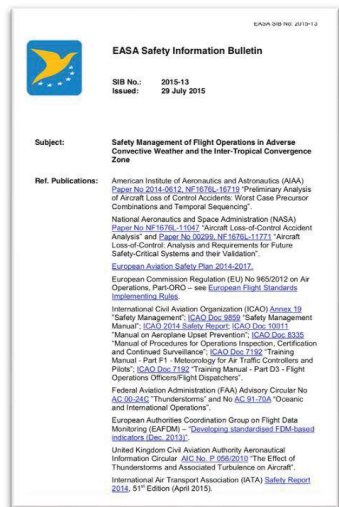 EASA SIB No: 2015-13
EASA Safety Information Bulletin
SIB No.: 2015-13
Issued: 29 July 2015
Subject: Safety Management of Flight Operations in Adverse
Convective Weather and the Inter-Tropical Convergence
Zone
Ref. Publications: American Institute of Aeronautics and Astronautics (AIAA)
Paper No 2014-0612, NF1676L-16719 "Preliminary Analysis
of Aircraft Loss of Control Accidents: Worst Case Precursor
Combinations and Temporal Sequencing".
National Aeronautics and Space Administration (NASA)
Paper No NF1676L-11047 "Aircraft Loss-of-Control Accident
Analysis" and Paper No 00299, NF1676L-11771 "Aircraft
Loss-of-Control: Analysis and Requirements for Future
Safety-Critical Systems and their Validation".
European Aviation Safety Plan 2014-2017.
European Commission Regulation (EU) No 965/2012 on Air
Operations, Part-ORO – see European Flight Standards
Implementing Rules.
International Civil Aviation Organization (ICAO) Annex 19
"Safety Management"; ICAO Doc 9859 "Safety Management
Manual"; ICAO 2014 Safety Report; ICAO Doc 10011
"Manual on Aeroplane Upset Prevention"; ICAO Doc 8335
"Manual of Procedures for Operations Inspection, Certification
and Continued Surveillance"; ICAO Doc 7192 "Training
Manual - Part F1 - Meteorology for Air Traffic Controllers and
Pilots"; ICAO Doc 7192 "Training Manual - Part D3 - Flight
Operations Officers/Flight Dispatchers".
Federal Aviation Administration (FAA) Advisory Circular No
AC 00-24C "Thunderstorms" and No AC 91-70A "Oceanic
and International Operations".
European Authorities Coordination Group on Flight Data
Monitoring (EAFDM) – "Developing standardised FDM-based
indicators (Dec. 2013)".
United Kingdom Civil Aviation Authority Aeronautical
Information Circular AIC No. P 056/2010 "The Effect of
Thunderstorms and Associated Turbulence on Aircraft".
International Air Transport Association (IATA) Safety Report
2014, 51st Edition (April 2015).